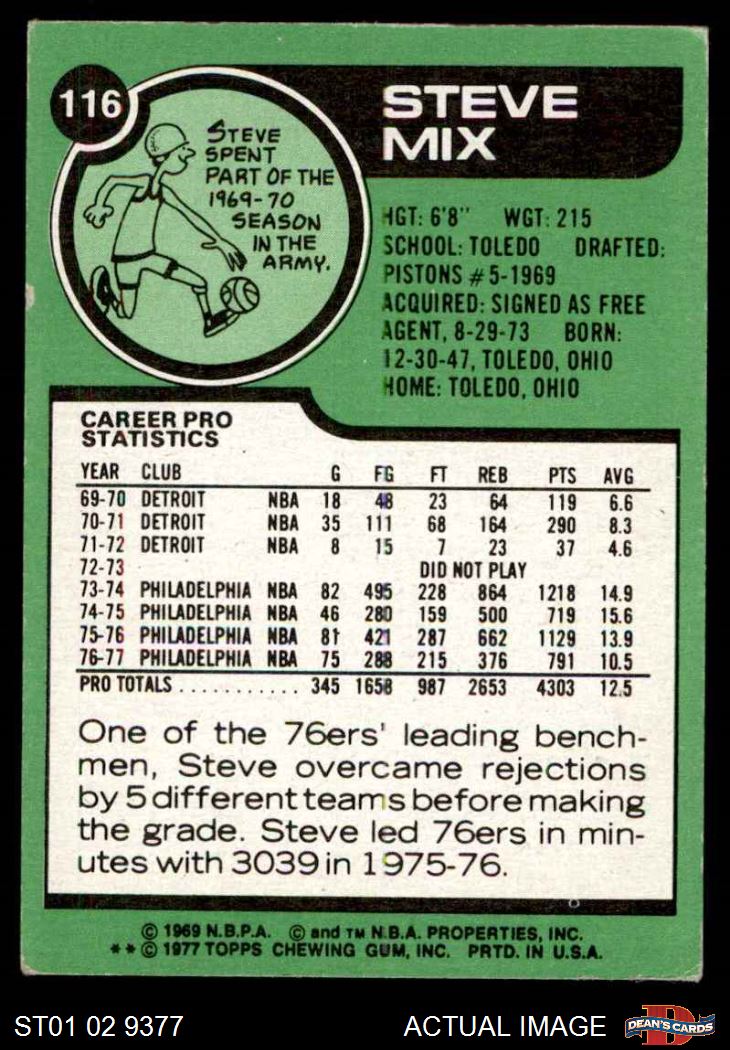 116
STEVE
SPENT
PART OF THE
1969-70
SEASON
IN THE
ARMY.
STEVE
MIX
HGT: 6'8" WGT: 215
SCHOOL: TOLEDO DRAFTED:
PISTONS #5-1969
ACQUIRED: SIGNED AS FREE
AGENT, 8-29-73 BORN:
12-30-47, TOLEDO, OHIO
HOME: TOLEDO, OHIO
CAREER PRO
STATISTICS
YEAR CLUB G FG FT REB PTS AVG
69-70 DETROIT NBA 18 48 23 64 119 6.6
70-71 DETROIT NBA 35 111 68 164 290 8.3
71-72 DETROIT NBA 8 15 7 23 37 4.6
72-73 DID NOT PLAY
73-74 PHILADELPHIA NBA 82 495 228 864 1218 14.9
74-75 PHILADELPHIA NBA 46 280 159 500 719 15.6
75-76 PHILADELPHIA NBA 81 421 287 662 1129 13.9
76-77 PHILADELPHIA NBA 75 288 215 376 791 10.5
PRO TOTALS........... 345 1658 987 2653 4303 12.5
One of the 76ers' leading bench-
men, Steve overcame rejections
by 5 different teams before making
the grade. Steve led 76ers in min-
utes with 3039 in 1975-76.
© 1969 N.B.P.A. © and TM N.B.A. PROPERTIES, INC.
**© 1977 TOPPS CHEWING GUM, INC. PRTD. IN U.S.A.
ST01 02 9377 ACTUAL IMAGE
D
DEAN'S CARDS